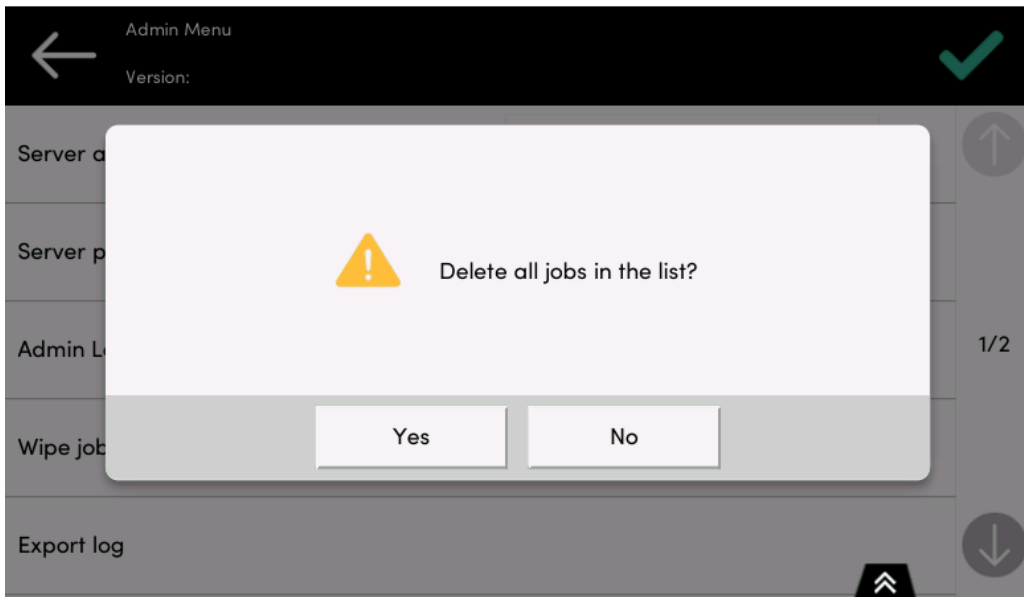 Admin Menu
Version:
Server a
Server p
Delete all jobs in the list?
Admin L
1/2
Wipe job
Yes
No
Export log